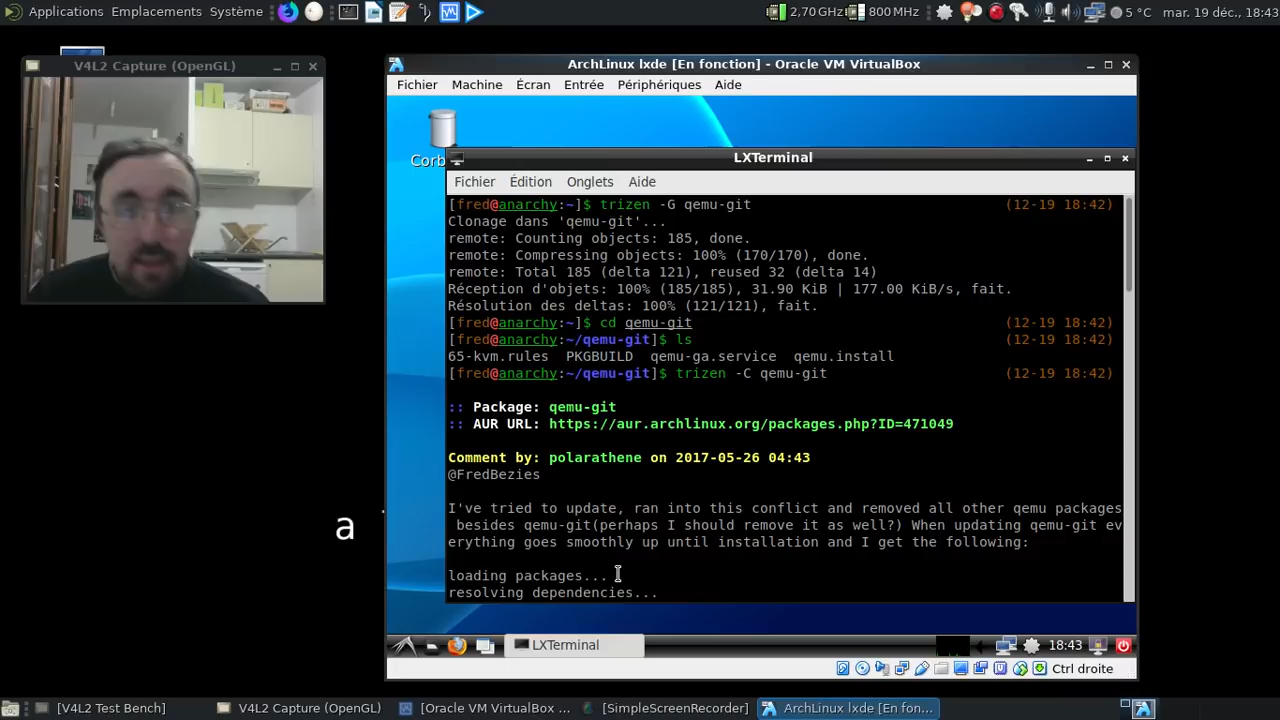 Applications Emplacements Système
2,70 GHz 800 MHz 5 °C mar. 19 déc., 18:43
V4L2 Capture (OpenGL)
ArchLinux lxde [En fonction] - Oracle VM VirtualBox
Fichier Machine Écran Entrée Périphériques Aide
Corb
LXTerminal
Fichier Édition Onglets Aide
[fred@anarchy:~]$ trizen -G qemu-git (12-19 18:42)
Clonage dans 'qemu-git'...
remote: Counting objects: 185, done.
remote: Compressing objects: 100% (170/170), done.
remote: Total 185 (delta 121), reused 32 (delta 14)
Réception d'objets: 100% (185/185), 31.90 KiB | 177.00 KiB/s, fait.
Résolution des deltas: 100% (121/121), fait.
[fred@anarchy:~]$ cd qemu-git (12-19 18:42)
[fred@anarchy:~/qemu-git]$ ls (12-19 18:42)
65-kvm.rules PKGBUILD qemu-ga.service qemu.install
[fred@anarchy:~/qemu-git]$ trizen -C qemu-git (12-19 18:42)
:: Package: qemu-git
:: AUR URL: https://aur.archlinux.org/packages.php?ID=471049
Comment by: polarathene on 2017-05-26 04:43
@FredBezies
I've tried to update, ran into this conflict and removed all other qemu packages
besides qemu-git(perhaps I should remove it as well?) When updating qemu-git ev
erything goes smoothly up until installation and I get the following:
loading packages...
resolving dependencies...
a
LXTerminal 18:43
Ctrl droite
[V4L2 Test Bench] V4L2 Capture (OpenGL) [Oracle VM VirtualBox ... [SimpleScreenRecorder] ArchLinux lxde [En fon...